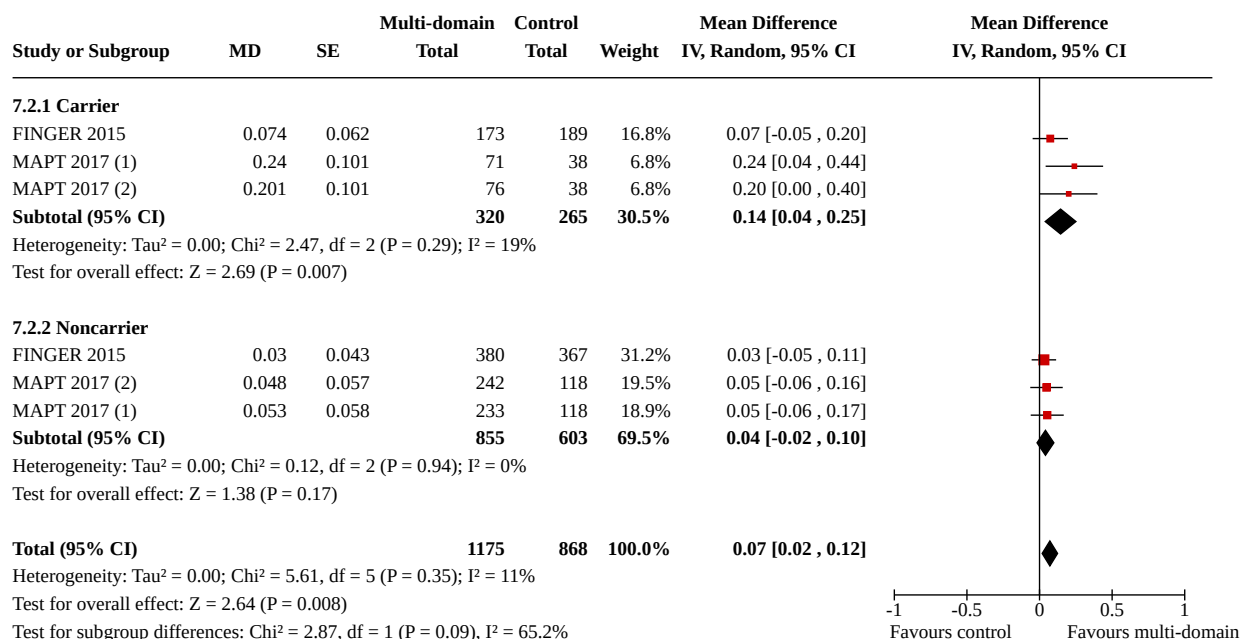 Multi-domain Control Mean Difference Mean Difference
Study or Subgroup MD SE Total Total Weight IV, Random, 95% CI IV, Random, 95% CI
7.2.1 Carrier
FINGER 2015 0.074 0.062 173 189 16.8% 0.07 [-0.05 , 0.20]
MAPT 2017 (1) 0.24 0.101 71 38 6.8% 0.24 [0.04 , 0.44]
MAPT 2017 (2) 0.201 0.101 76 38 6.8% 0.20 [0.00 , 0.40]
Subtotal (95% CI) 320 265 30.5% 0.14 [0.04 , 0.25]
Heterogeneity: Tau² = 0.00; Chi² = 2.47, df = 2 (P = 0.29); I² = 19%
Test for overall effect: Z = 2.69 (P = 0.007)
7.2.2 Noncarrier
FINGER 2015 0.03 0.043 380 367 31.2% 0.03 [-0.05 , 0.11]
MAPT 2017 (2) 0.048 0.057 242 118 19.5% 0.05 [-0.06 , 0.16]
MAPT 2017 (1) 0.053 0.058 233 118 18.9% 0.05 [-0.06 , 0.17]
Subtotal (95% CI) 855 603 69.5% 0.04 [-0.02 , 0.10]
Heterogeneity: Tau² = 0.00; Chi² = 0.12, df = 2 (P = 0.94); I² = 0%
Test for overall effect: Z = 1.38 (P = 0.17)
Total (95% CI) 1175 868 100.0% 0.07 [0.02 , 0.12]
Heterogeneity: Tau² = 0.00; Chi² = 5.61, df = 5 (P = 0.35); I² = 11%
Test for overall effect: Z = 2.64 (P = 0.008) -1 -0.5 0 0.5 1
Test for subgroup differences: Chi² = 2.87, df = 1 (P = 0.09), I² = 65.2% Favours control Favours multi-domain